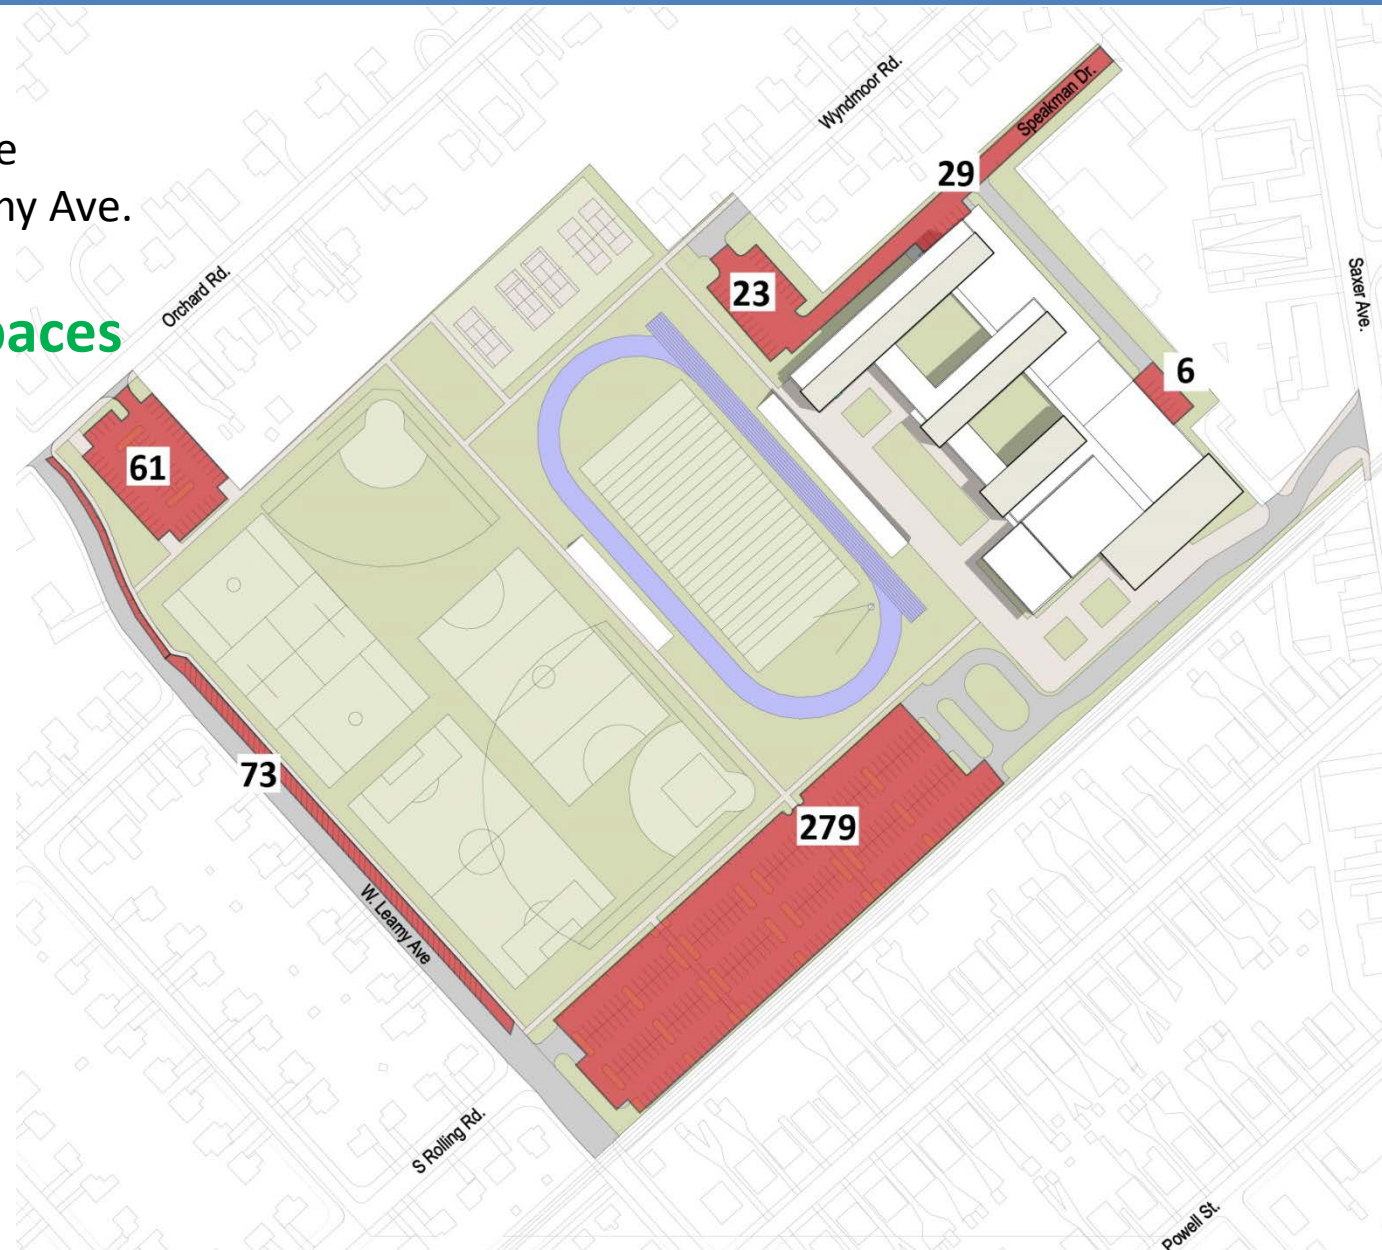 Wyndmoor Rd.
Speakman Dr.
e
ny Ave.
29
Orchard Rd.
Saxer Ave.
23
paces
6
61
73
279
W. Leamy Ave
S Rolling Rd.
Powell St.